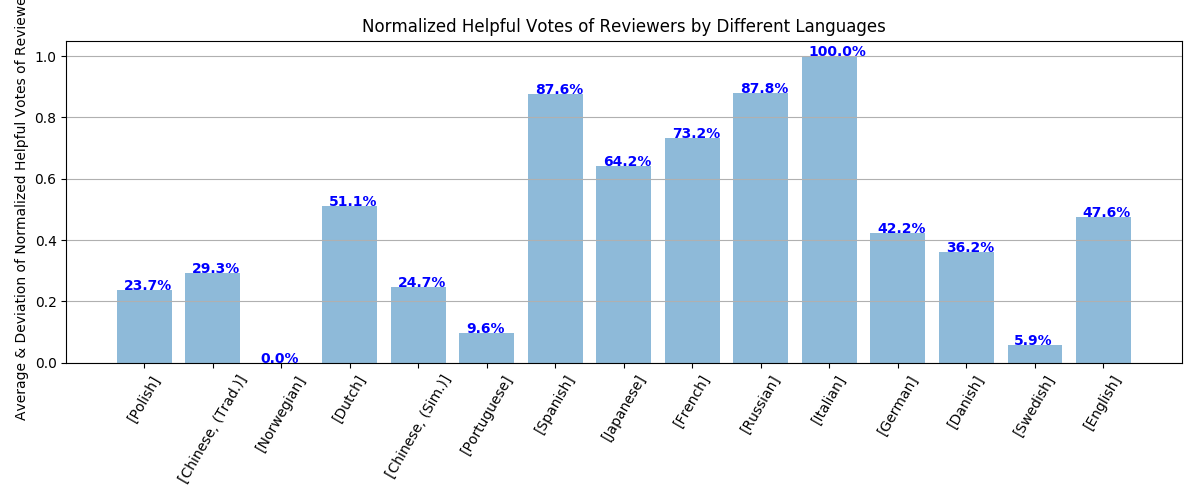 Normalized Helpful Votes of Reviewers by Different Languages
Average & Deviation of Normalized Helpful Votes of
1.0
0.8
0.6
0.4
0.2
0.0
23.7%
29.3%
0.0%
51.1%
24.7%
9.6%
87.6%
64.2%
73.2%
87.8%
100.0%
42.2%
36.2%
5.9%
47.6%
[Polish]
[Chinese, (Trad.)]
[Norwegian]
[Dutch]
[Chinese, (Sim.)]
[Portuguese]
[Spanish]
[Japanese]
[French]
[Russian]
[Italian]
[German]
[Danish]
[Swedish]
[English]